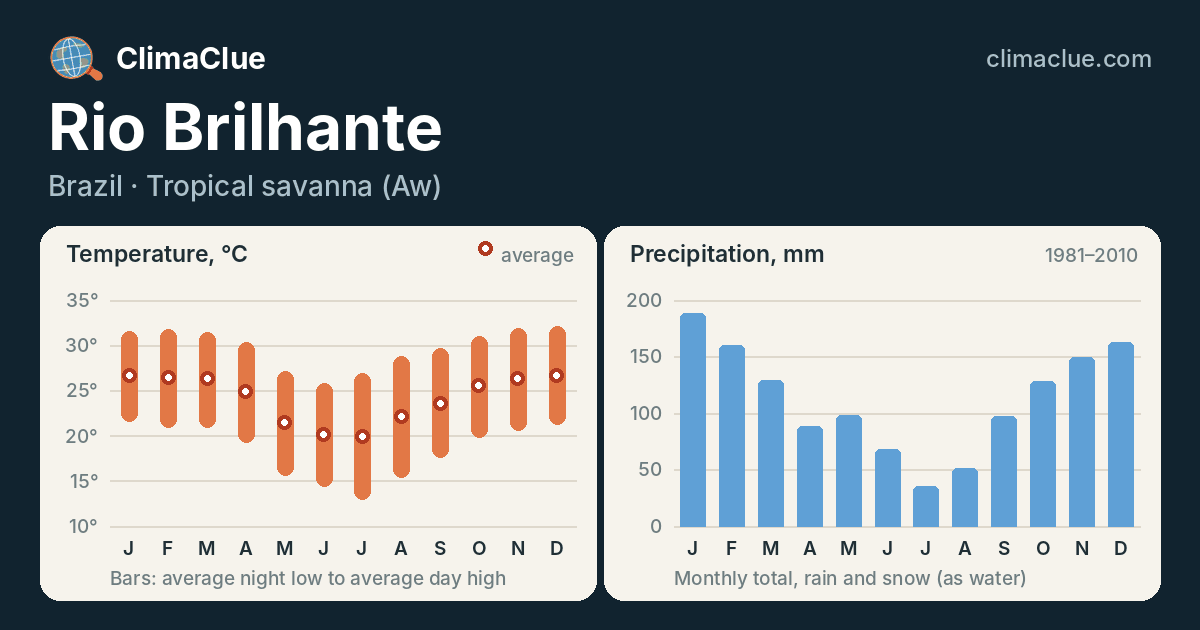 ClimaClue
climaclue.com
Rio Brilhante
Brazil · Tropical savanna (Aw)
Temperature, °C
average
35°
30°
25°
20°
15°
10°
J F M A M J J A S O N D
Bars: average night low to average day high
Precipitation, mm
1981–2010
200
150
100
50
0
J F M A M J J A S O N D
Monthly total, rain and snow (as water)